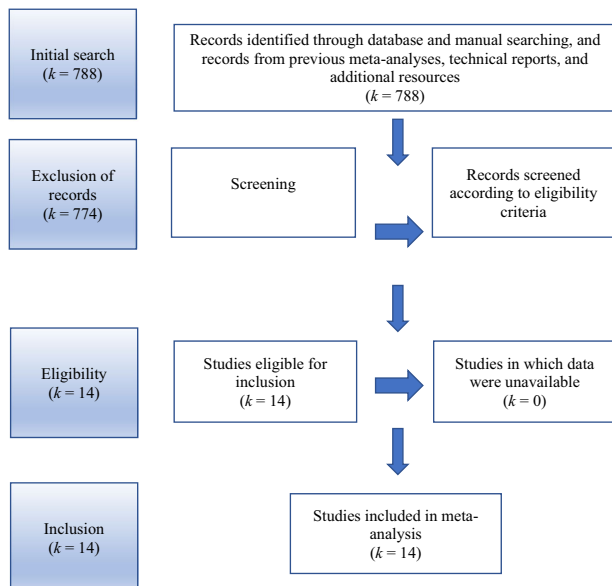 Initial search
(k = 788)
Records identified through database and manual searching, and
records from previous meta-analyses, technical reports, and
additional resources
(k = 788)
Exclusion of
records
(k = 774)
Screening
Records screened
according to eligibility
criteria
Eligibility
(k = 14)
Studies eligible for
inclusion
(k = 14)
Studies in which data
were unavailable
(k = 0)
Inclusion
(k = 14)
Studies included in meta-
analysis
(k = 14)